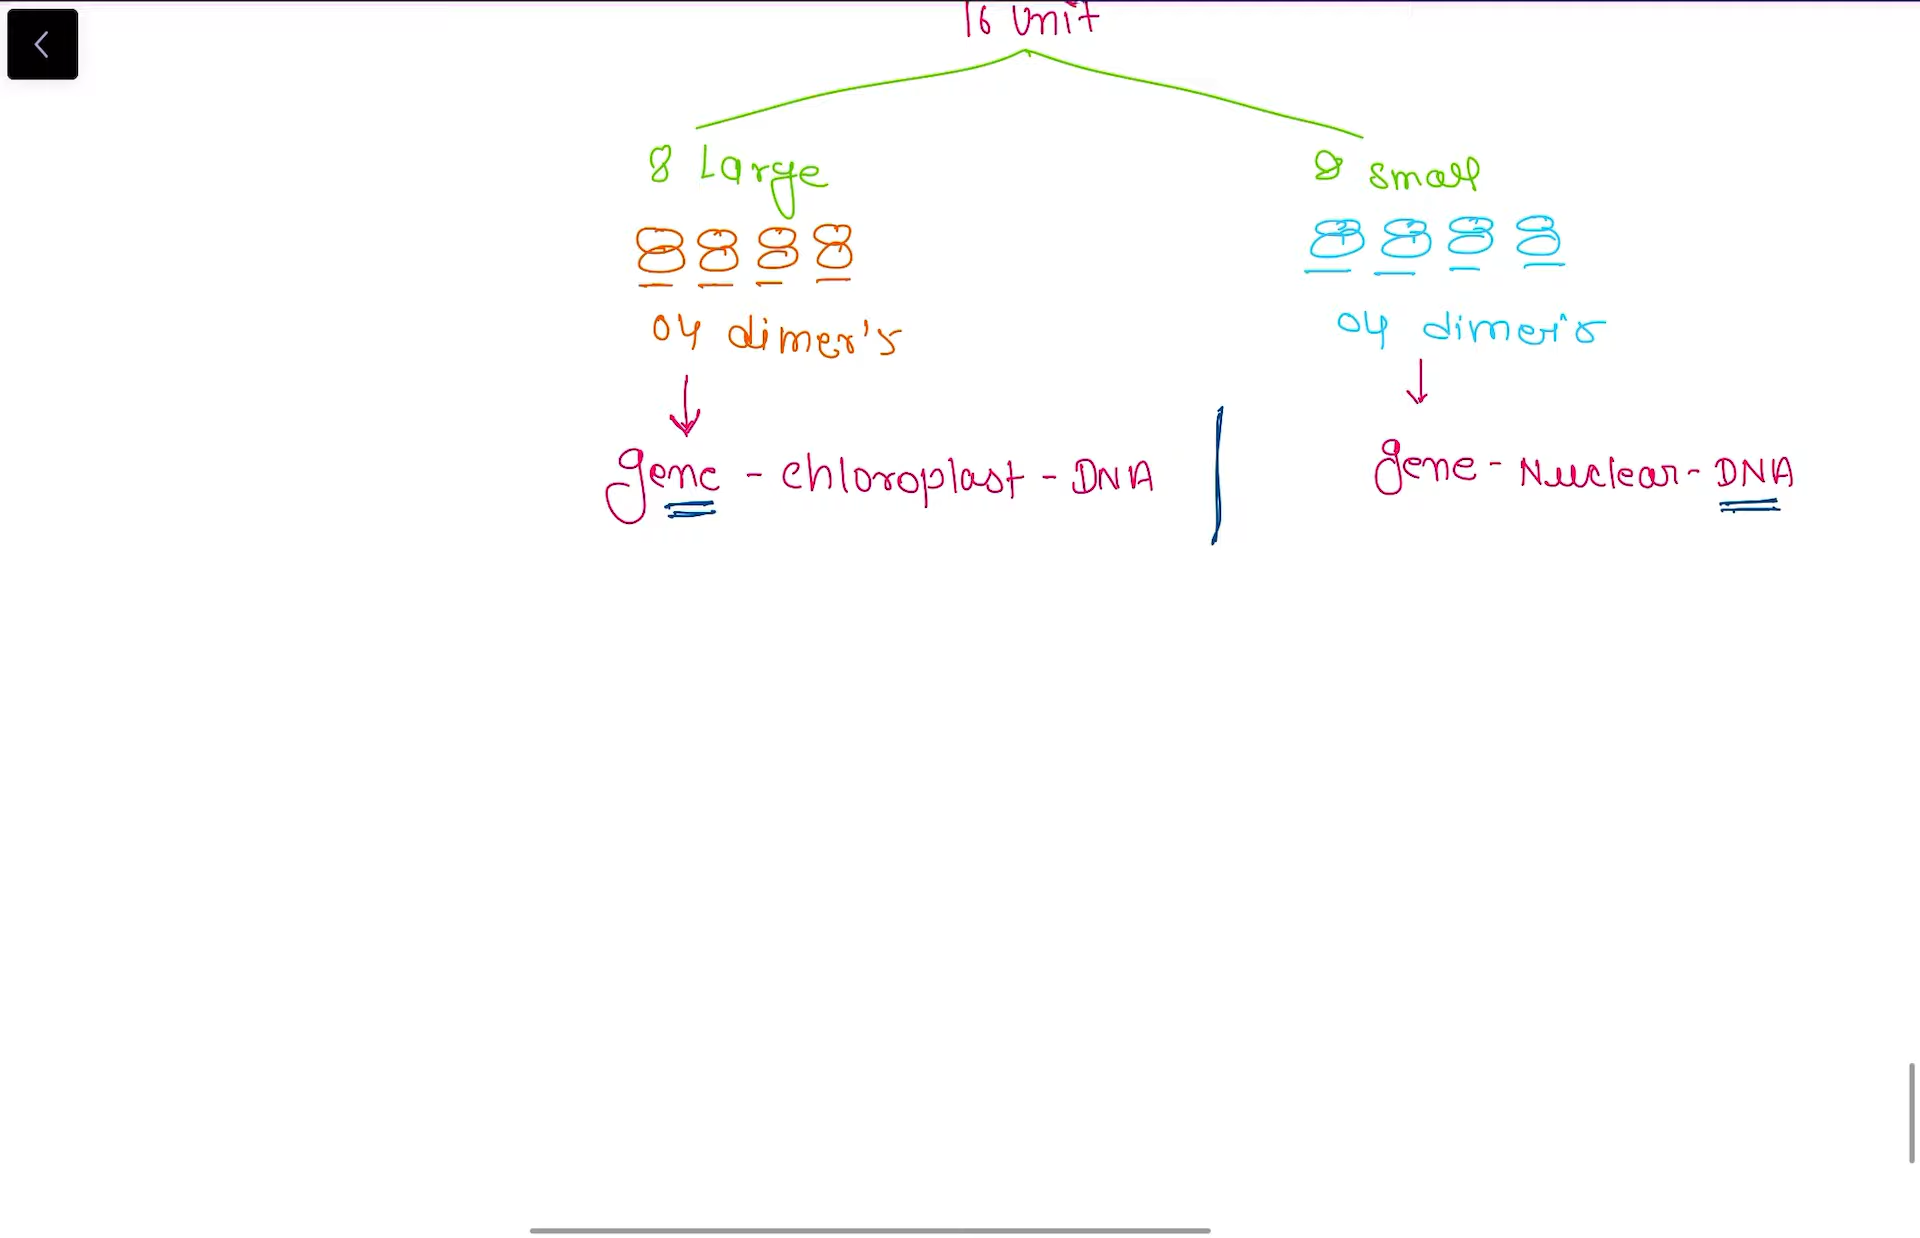 16 Unit
8 Large
8 small
8 8 8 8
8 8 8 8
04 dimer's
04 dimer's
gene - chloroplast - DNA
gene - Nuclear - DNA